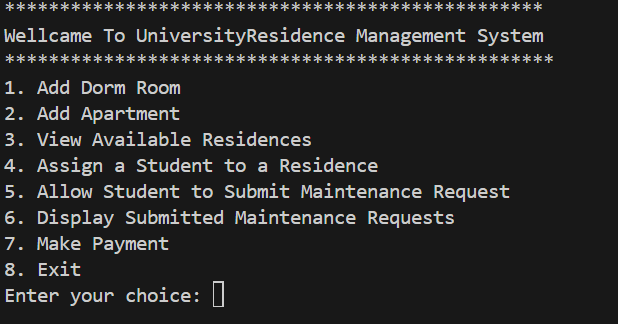 *************************************************
Wellcame To UniversityResidence Management System
**************************************************
1. Add Dorm Room
2. Add Apartment
3. View Available Residences
4. Assign a Student to a Residence
5. Allow Student to Submit Maintenance Request
6. Display Submitted Maintenance Requests
7. Make Payment
8. Exit
Enter your choice: